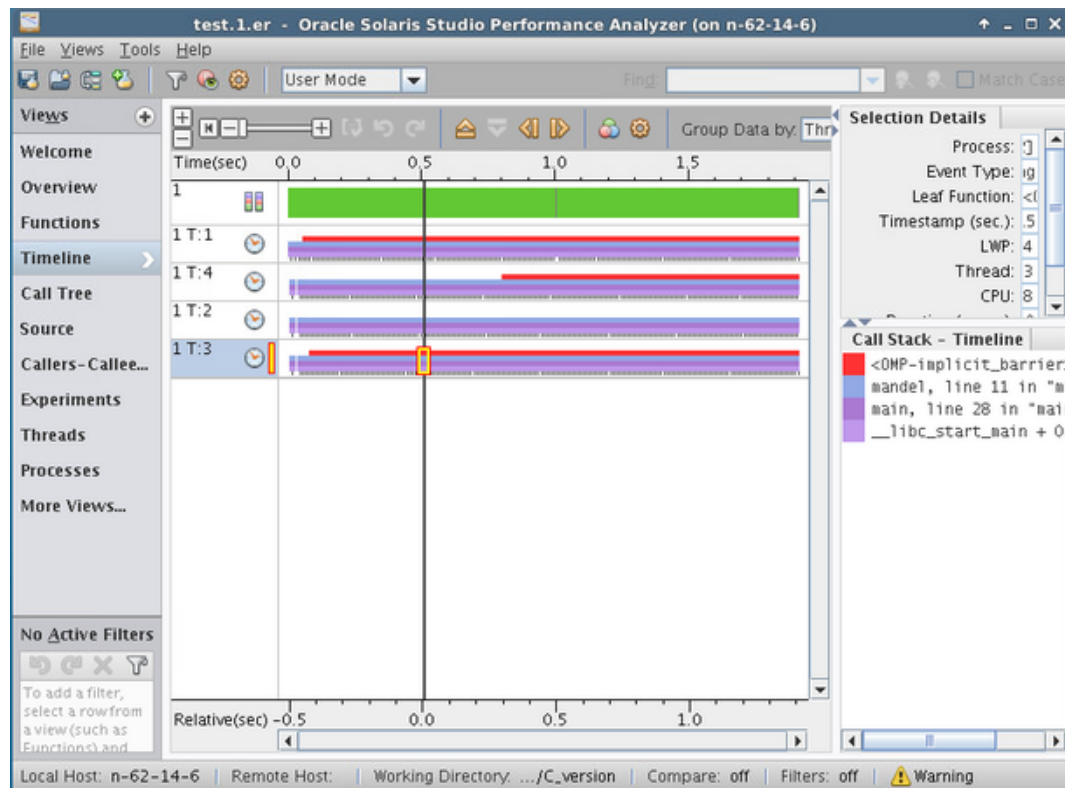 test.1.er - Oracle Solaris Studio Performance Analyzer (on n-62-14-6)
File Views Tools Help
User Mode
Find:
Match Case
Views
Welcome
Overview
Functions
Timeline
Call Tree
Source
Callers-Callee...
Experiments
Threads
Processes
More Views...
No Active Filters
To add a filter,
select a row from
a view (such as
Functions) and
Group Data by: Thr
Time(sec) 0,0 0,5 1,0 1,5
1
1 T:1
1 T:4
1 T:2
1 T:3
Relative(sec) -0.5 0.0 0.5 1.0
Selection Details
Process:
Event Type:
Leaf Function:
Timestamp (sec.): .5
LWP: 4
Thread: 3
CPU: 8
Call Stack - Timeline
<OMP-implicit_barrier
mandel, line 11 in "m
main, line 28 in "mai
__libc_start_main + 0
Local Host: n-62-14-6 | Remote Host: | Working Directory: .../C_version | Compare: off | Filters: off | Warning